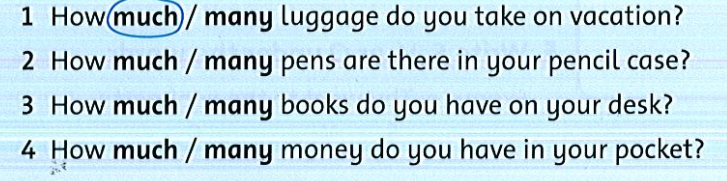 1 How much / many luggage do you take on vacation?
2 How much / many pens are there in your pencil case?
3 How much / many books do you have on your desk?
4 How much / many money do you have in your pocket?